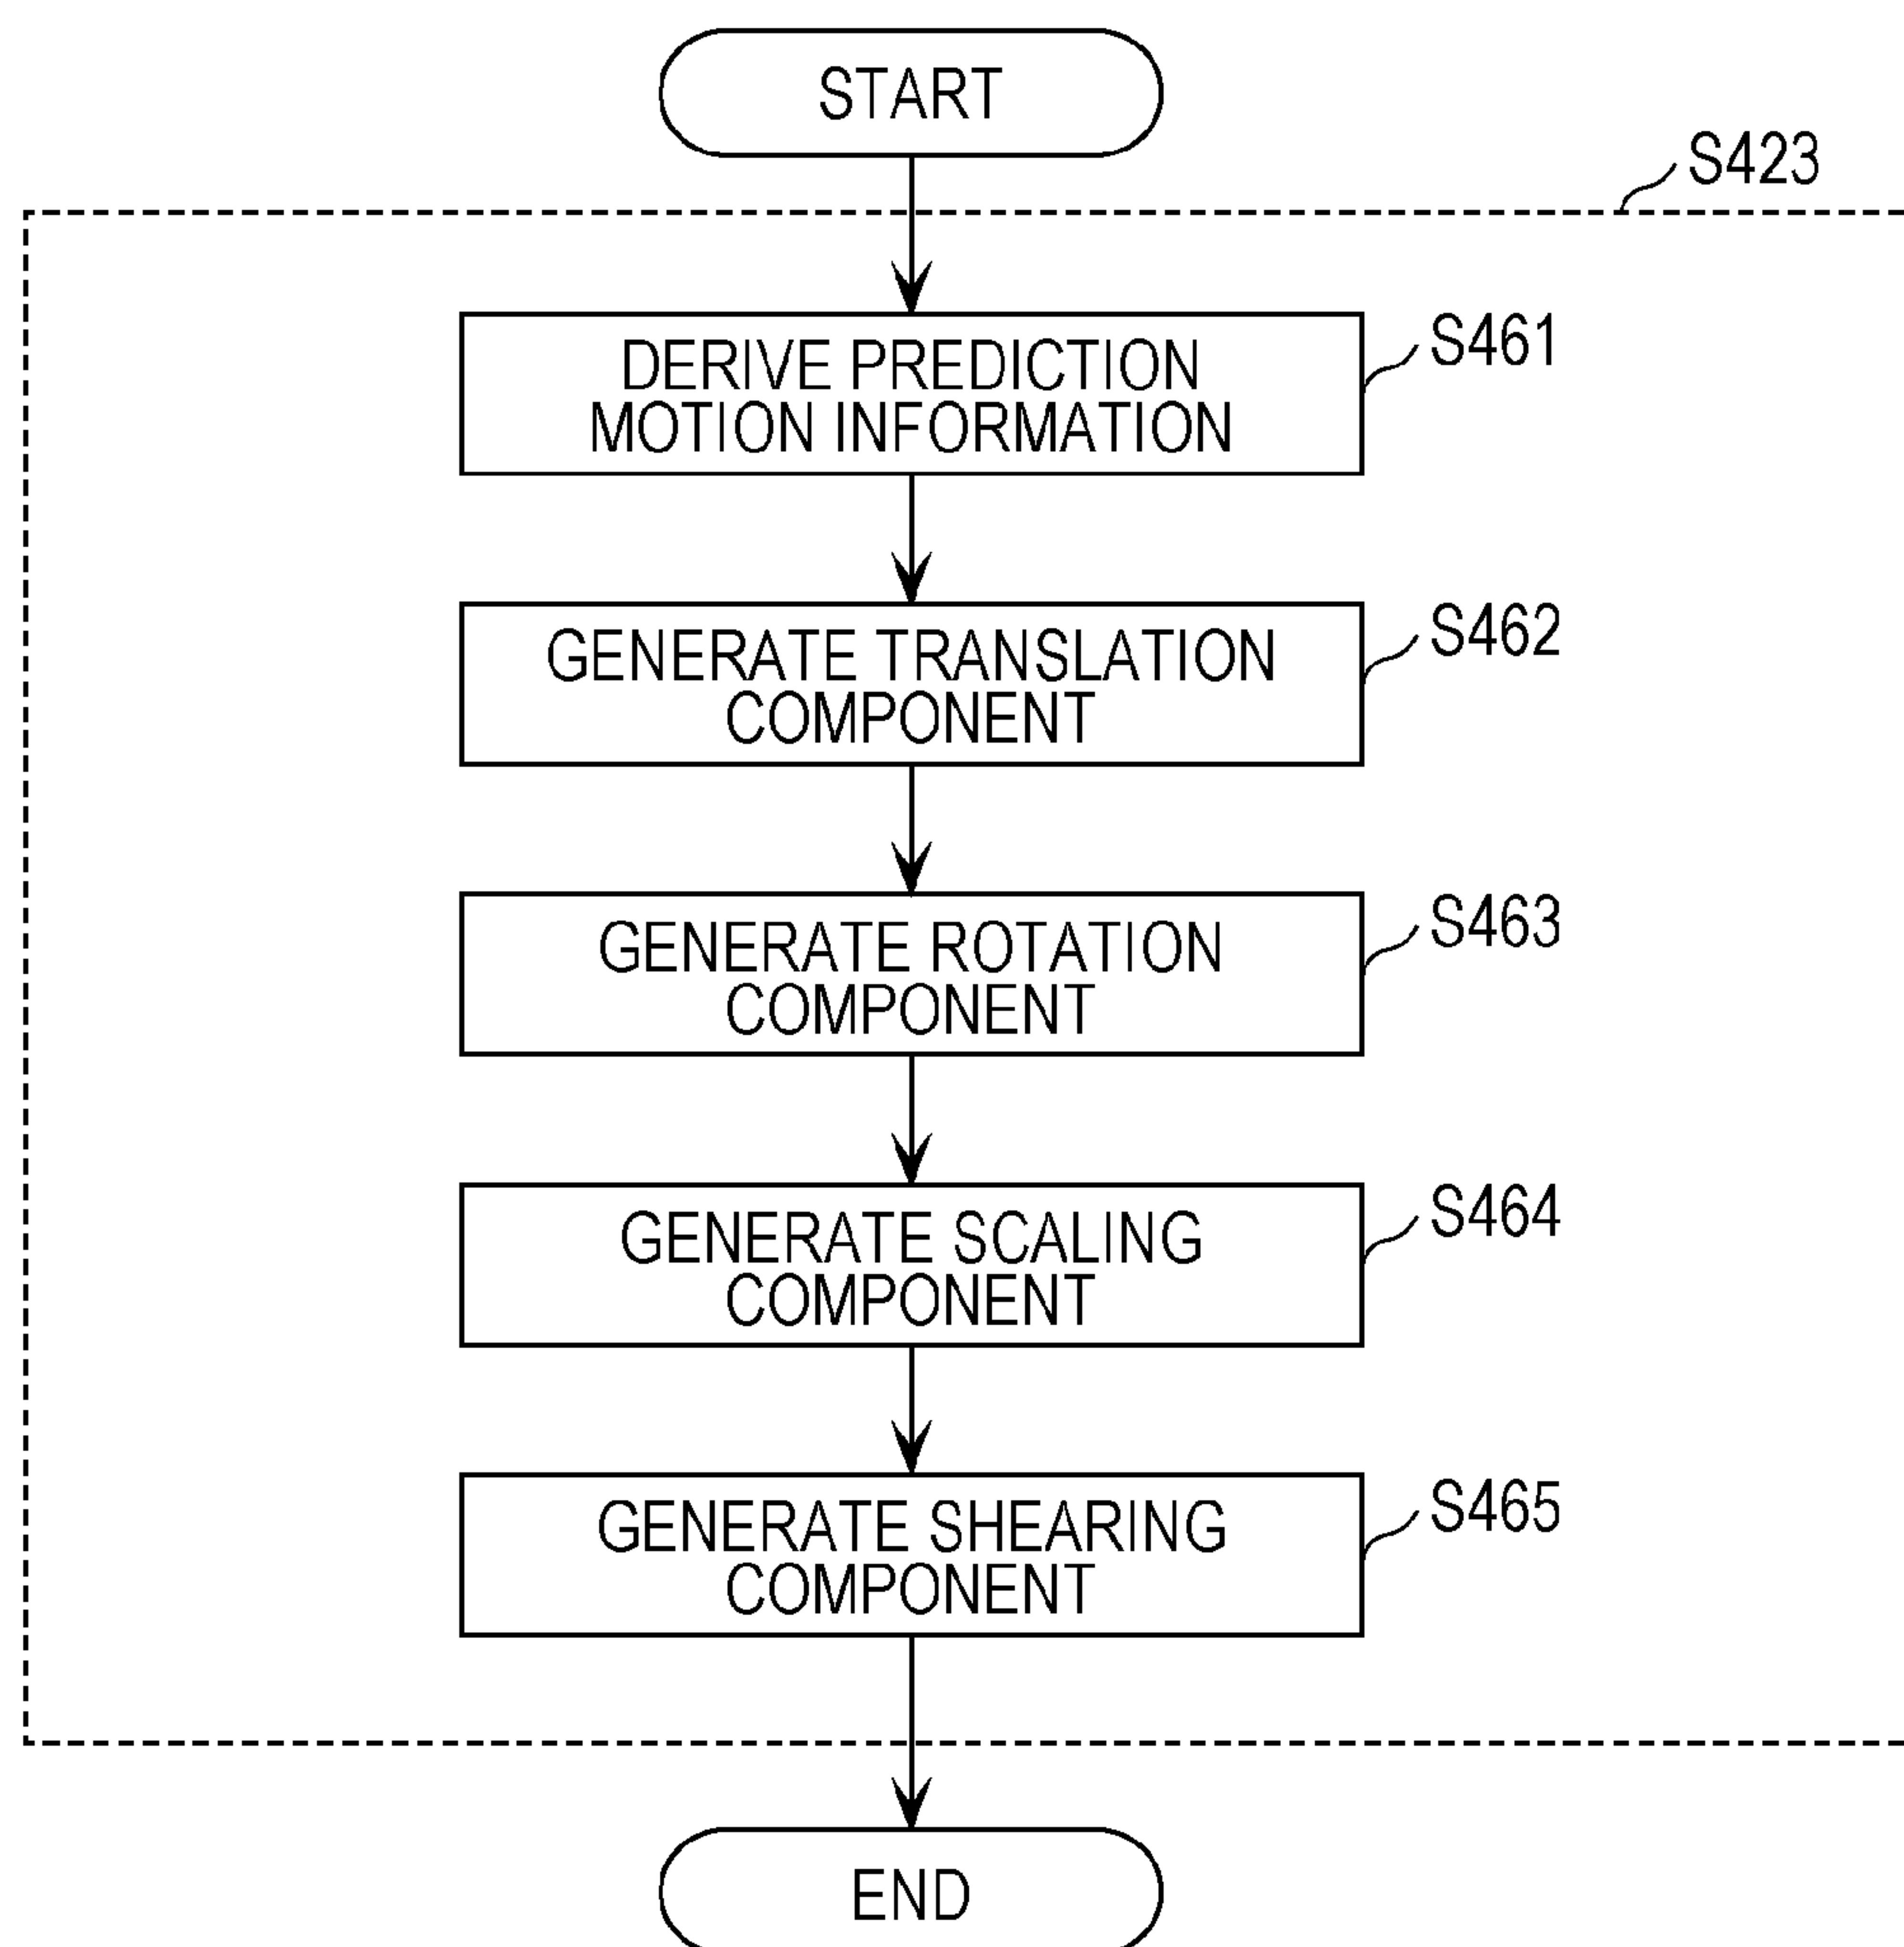 START
S423
DERIVE PREDICTION
MOTION INFORMATION
S461
GENERATE TRANSLATION
COMPONENT
S462
GENERATE ROTATION
COMPONENT
S463
GENERATE SCALING
COMPONENT
S464
GENERATE SHEARING
COMPONENT
S465
END